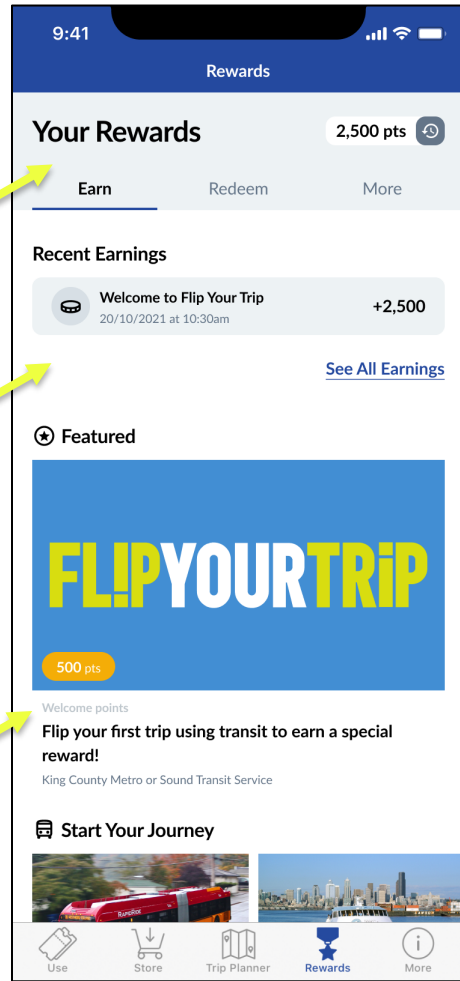 9:41
Rewards
Your Rewards
2,500 pts
Earn
Redeem
More
Recent Earnings
Welcome to Flip Your Trip
20/10/2021 at 10:30am
+2,500
See All Earnings
Featured
FL!PYOURTRiP
500 pts
Welcome points
Flip your first trip using transit to earn a special
reward!
King County Metro or Sound Transit Service
Start Your Journey
RAPIDRIDE
Use
Store
Trip Planner
Rewards
More